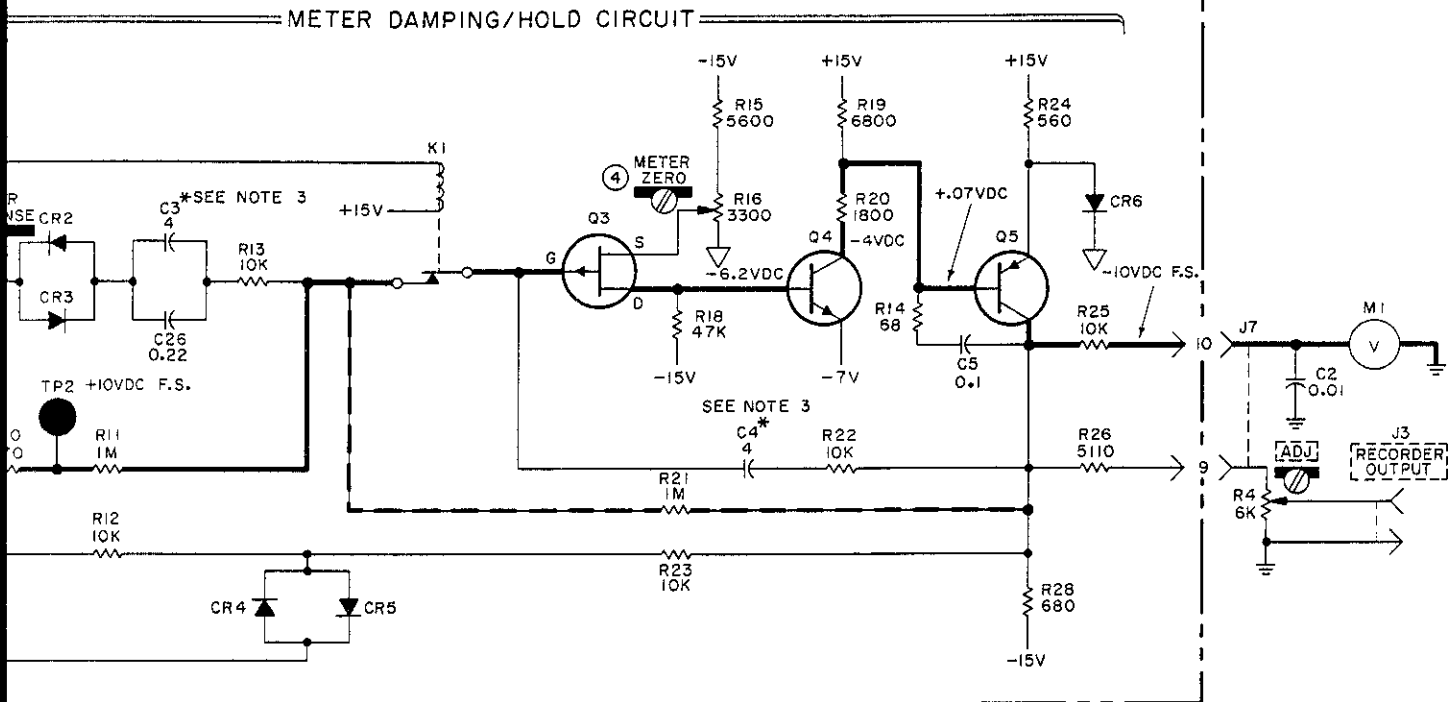 METER DAMPING/HOLD CIRCUIT
-15V
+15V
+15V
R15
5600
R19
6800
R24
560
K1
4
METER
ZERO
*SEE NOTE 3
C3
4
+15V
R16
3300
R20
1800
+.07VDC
CR6
CR2
R13
10K
Q3
S
G
D
Q4
-4VDC
Q5
-6.2VDC
-10VDC F.S.
CR3
C26
0.22
R18
47K
-15V
R14
68
C5
0.1
-7V
R25
10K
10
J7
M1
V
C2
0.01
TP2 +10VDC F.S.
R11
1M
SEE NOTE 3
C4*
4
R22
10K
R26
5110
9
ADJ
J3
RECORDER
OUTPUT
R4
6K
R21
1M
R12
10K
R23
10K
CR4
CR5
R28
680
-15V